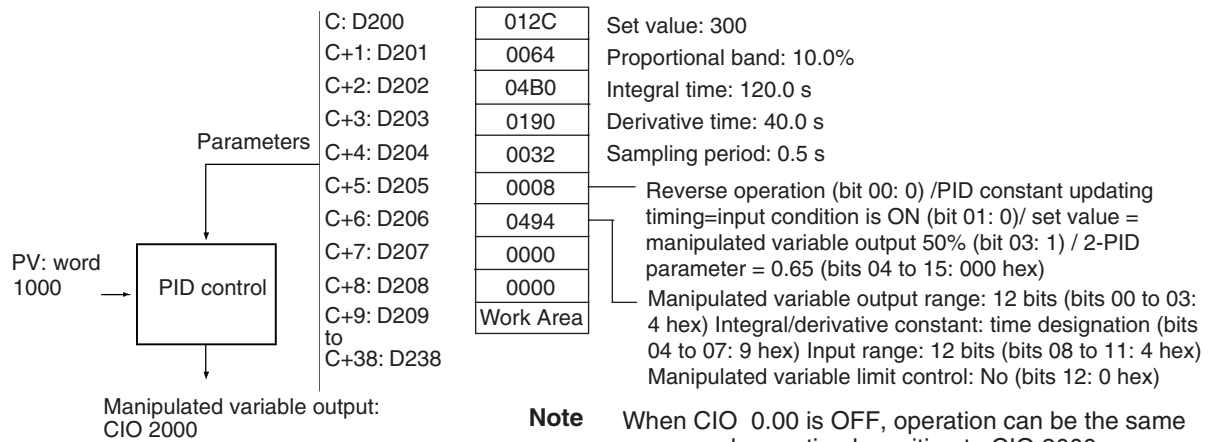 C: D200 012C Set value: 300
C+1: D201 0064 Proportional band: 10.0%
C+2: D202 04B0 Integral time: 120.0 s
C+3: D203 0190 Derivative time: 40.0 s
Parameters
C+4: D204 0032 Sampling period: 0.5 s
C+5: D205 0008
C+6: D206 0494
C+7: D207 0000
C+8: D208 0000
C+9: D209 Work Area
to
C+38: D238
Reverse operation (bit 00: 0) /PID constant updating
timing=input condition is ON (bit 01: 0)/ set value =
manipulated variable output 50% (bit 03: 1) / 2-PID
parameter = 0.65 (bits 04 to 15: 000 hex)
Manipulated variable output range: 12 bits (bits 00 to 03:
4 hex) Integral/derivative constant: time designation (bits
04 to 07: 9 hex) Input range: 12 bits (bits 08 to 11: 4 hex)
Manipulated variable limit control: No (bits 12: 0 hex)
PV: word
1000
PID control
Manipulated variable output:
CIO 2000
Note When CIO 0.00 is OFF, operation can be the same